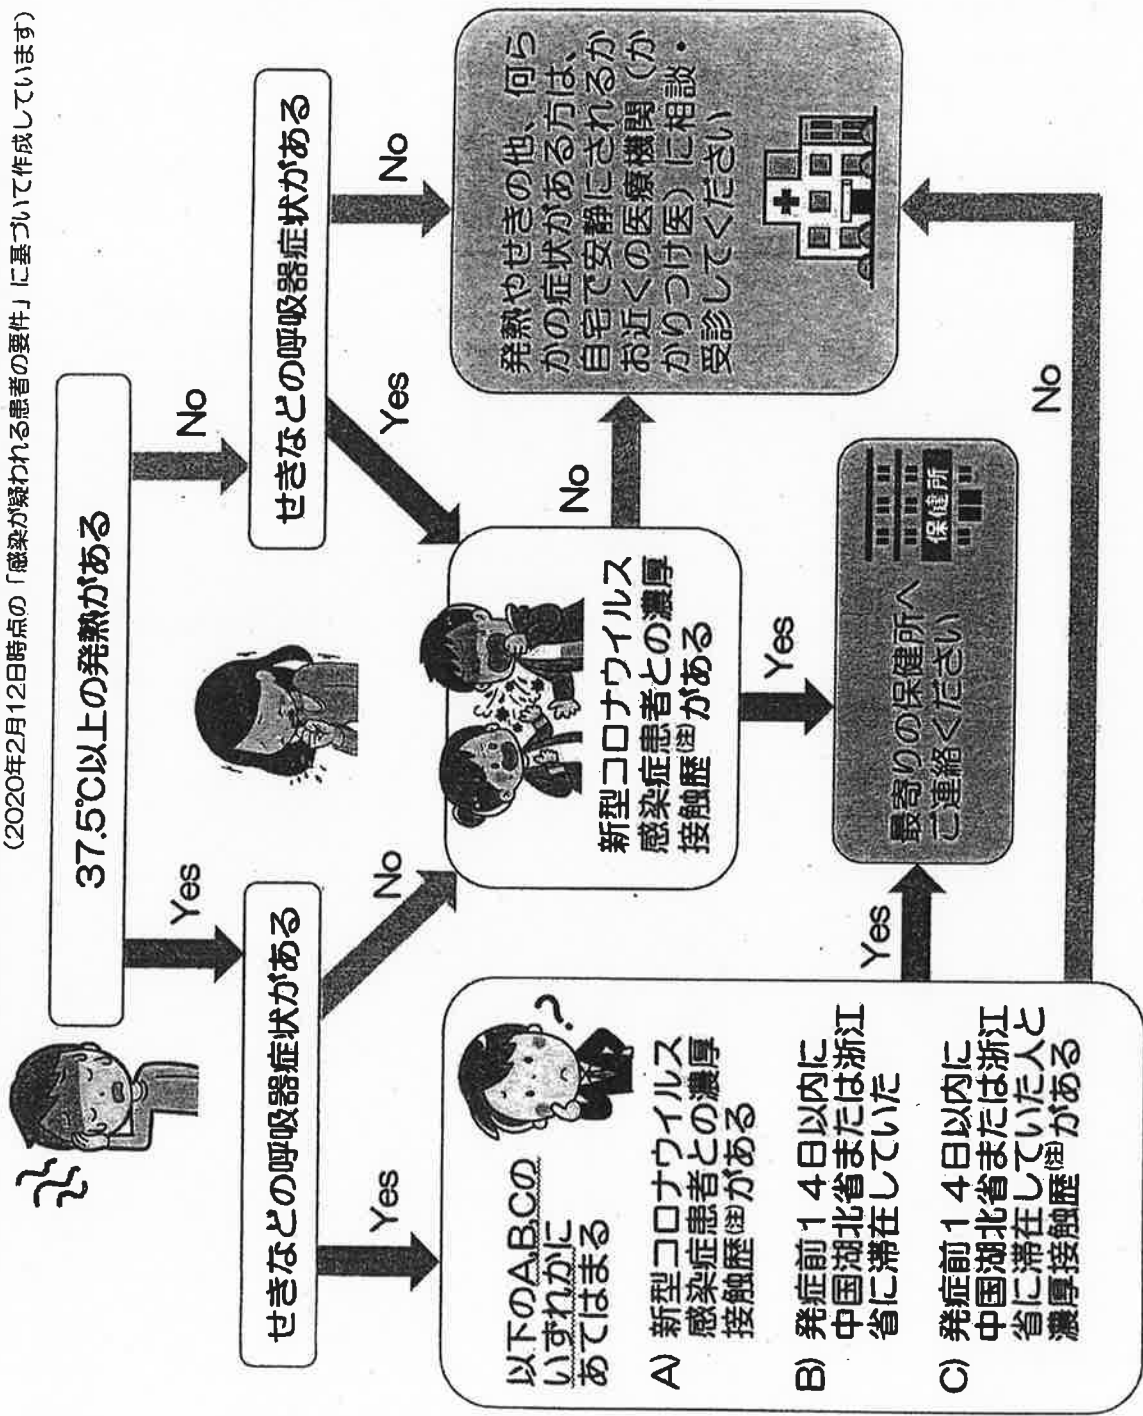 (2020年2月12日時点の「感染が疑われる患者の要件」に基づいて作成しています)
37.5℃以上の発熱がある
Yes
No
せきなどの呼吸器症状がある
せきなどの呼吸器症状がある
Yes
No
Yes
No
以下のA,B,Cの
いずれかに
あてはまる
A) 新型コロナウイルス
感染症患者との濃厚
接触歴(注)がある
B) 発症前14日以内に
中国湖北省または浙江
省に滞在していた
C) 発症前14日以内に
中国湖北省または浙江
省に滞在していた人と
濃厚接触歴(注)がある
新型コロナウイルス
感染症患者との濃厚
接触歴(注)がある
No
Yes
発熱やせきの他、何ら
かの症状がある方は、
自宅で安静にされるか
お近くの医療機関(か
かりつけ医)に相談・
受診してください
Yes
最寄りの保健所へ
ご連絡ください
保健所
No